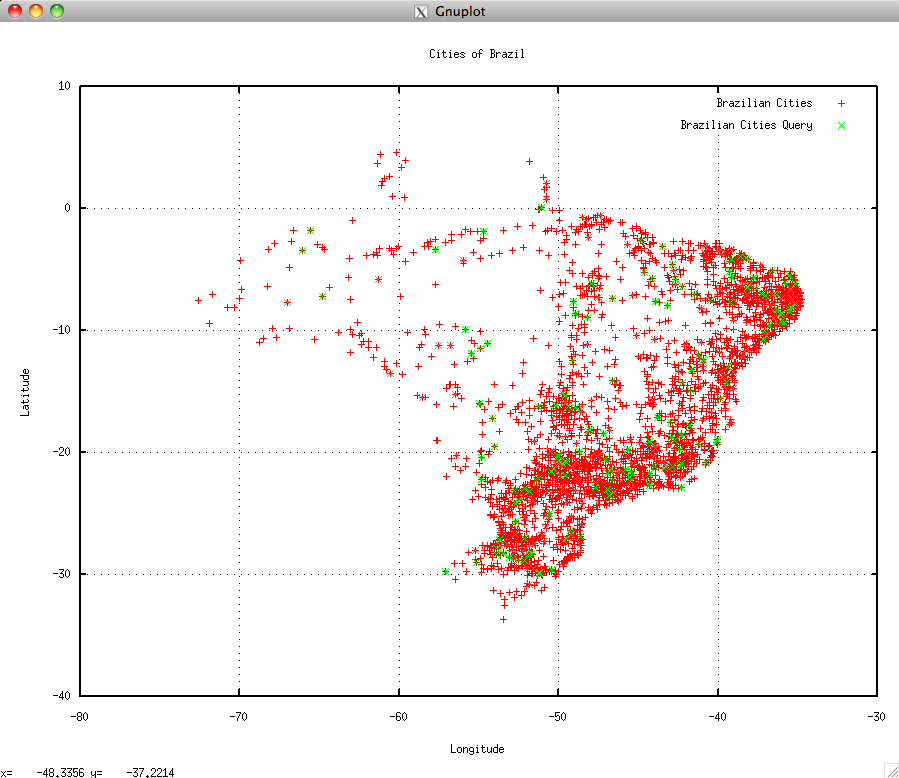 Gnuplot
Cities of Brazil
10
Brazilian Cities
Brazilian Cities Query
0
-10
Latitude
-20
-30
-40
-80 -70 -60 -50 -40 -30
Longitude
x= -48.3356 y= -37.2214